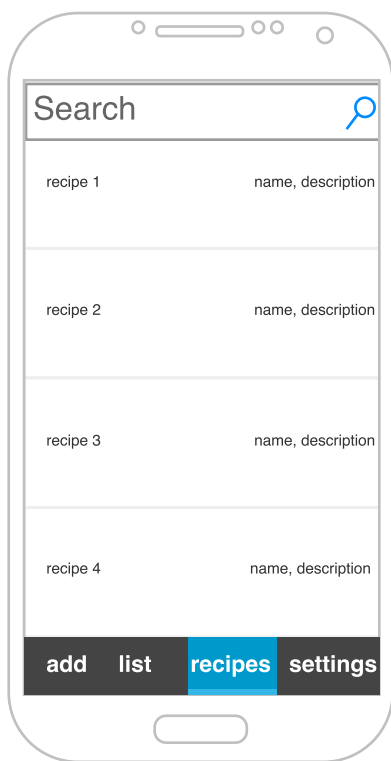 Search
recipe 1 name, description
recipe 2 name, description
recipe 3 name, description
recipe 4 name, description
add list recipes settings